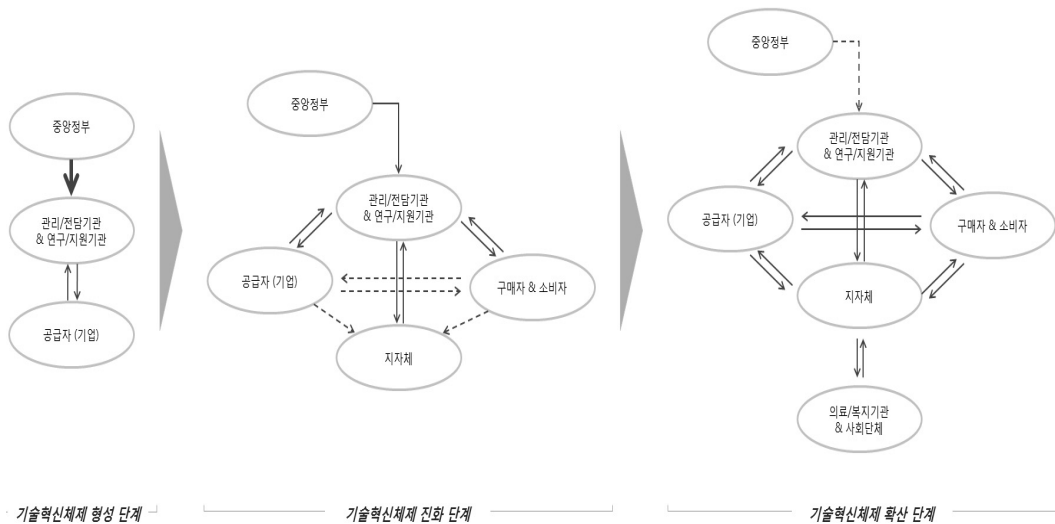 중앙정부
관리/전담기관
& 연구/지원기관
공급자 (기업)
기술혁신체제 형성 단계
중앙정부
관리/전담기관
& 연구/지원기관
공급자 (기업)
구매자 & 소비자
지자체
기술혁신체제 진화 단계
중앙정부
관리/전담기관
& 연구/지원기관
공급자 (기업)
구매자 & 소비자
지자체
의료/복지기관
& 사회단체
기술혁신체제 확산 단계